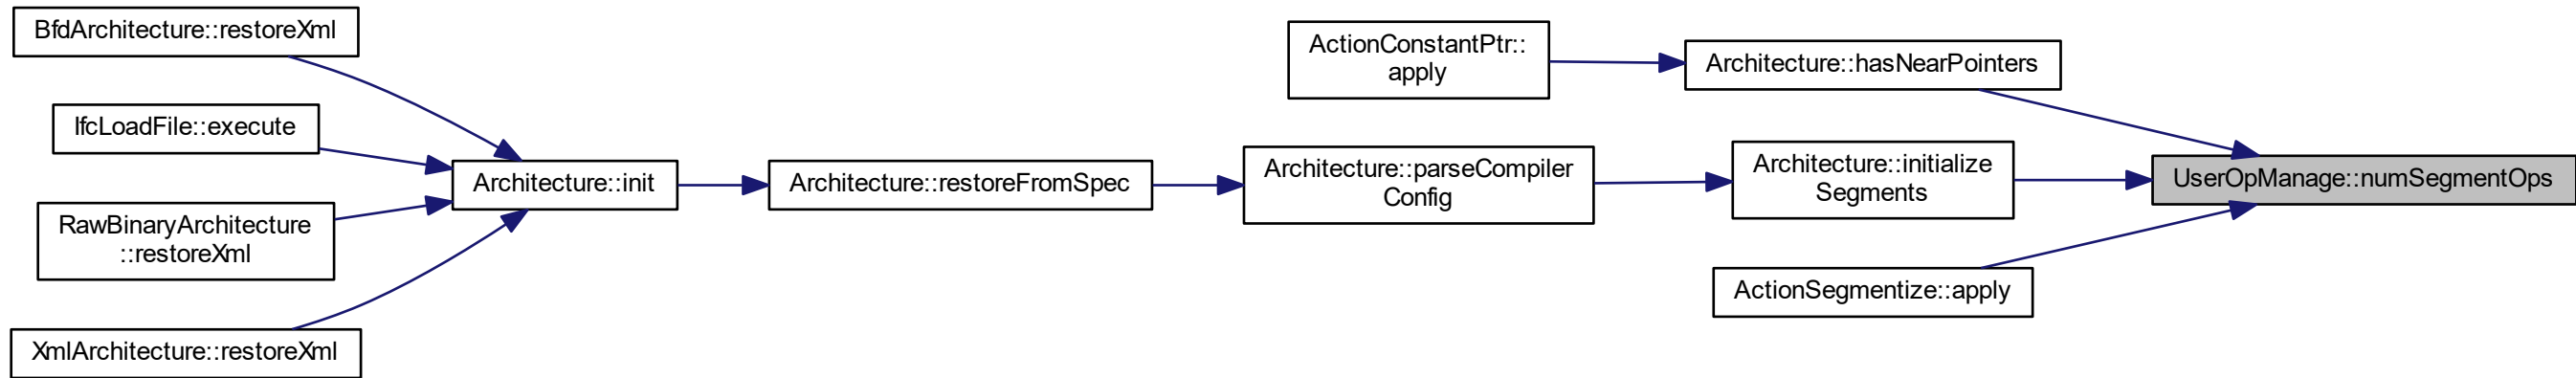 BfdArchitecture::restoreXml
IfcLoadFile::execute
RawBinaryArchitecture
::restoreXml
XmlArchitecture::restoreXml
Architecture::init
Architecture::restoreFromSpec
ActionConstantPtr::
apply
Architecture::parseCompiler
Config
Architecture::hasNearPointers
Architecture::initialize
Segments
ActionSegmentize::apply
UserOpManage::numSegmentOps